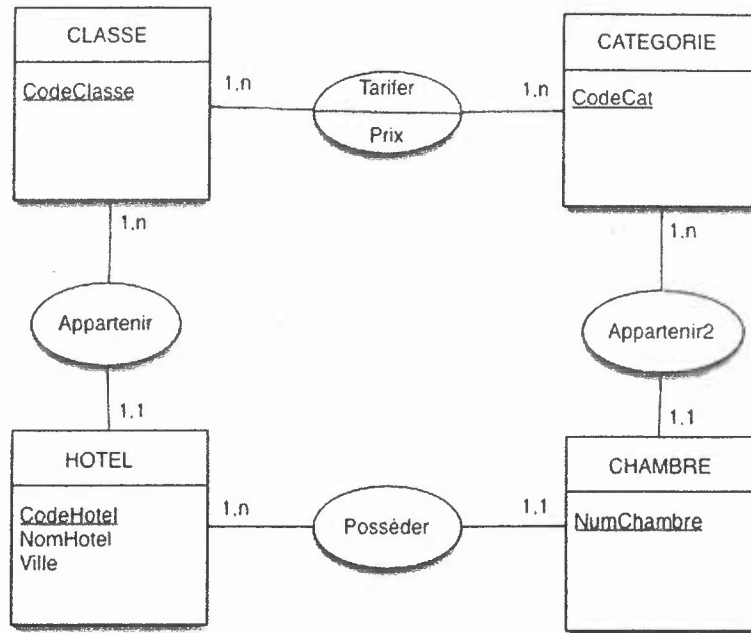 CLASSE
CodeClasse
1,n
Tarifer
Prix
1,n
CATEGORIE
CodeCat
1,n
Appartenir
1,1
1,n
Appartenir2
1,1
HOTEL
CodeHotel
NomHotel
Ville
1,n
Posséder
1,1
CHAMBRE
NumChambre